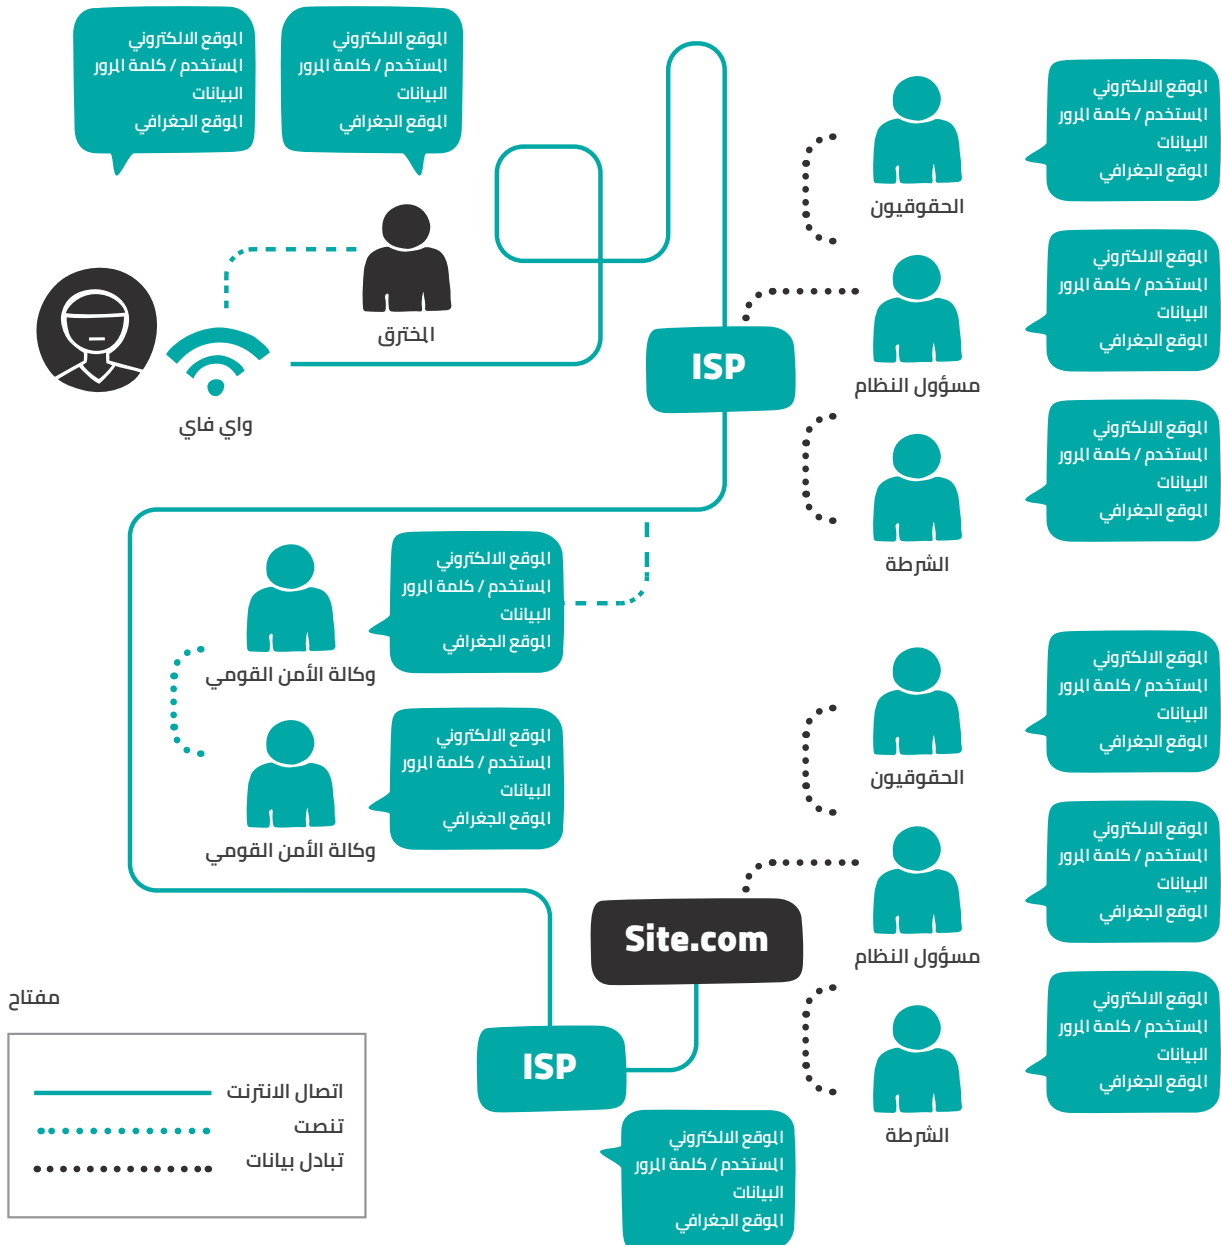 الموقع الالكتروني
المستخدم / كلمة المرور
البيانات
الموقع الجغرافي
الموقع الالكتروني
المستخدم / كلمة المرور
البيانات
الموقع الجغرافي
المخترق
واي فاي
ISP
الموقع الالكتروني
المستخدم / كلمة المرور
البيانات
الموقع الجغرافي
الحقوقيون
الموقع الالكتروني
المستخدم / كلمة المرور
البيانات
الموقع الجغرافي
مسؤول النظام
الموقع الالكتروني
المستخدم / كلمة المرور
البيانات
الموقع الجغرافي
الشرطة
الموقع الالكتروني
المستخدم / كلمة المرور
البيانات
الموقع الجغرافي
وكالة الأمن القومي
الموقع الالكتروني
المستخدم / كلمة المرور
البيانات
الموقع الجغرافي
وكالة الأمن القومي
الموقع الالكتروني
المستخدم / كلمة المرور
البيانات
الموقع الجغرافي
الحقوقيون
الموقع الالكتروني
المستخدم / كلمة المرور
البيانات
الموقع الجغرافي
مسؤول النظام
Site.com
الموقع الالكتروني
المستخدم / كلمة المرور
البيانات
الموقع الجغرافي
الشرطة
ISP
الموقع الالكتروني
المستخدم / كلمة المرور
البيانات
الموقع الجغرافي
مفتاح
اتصال الانترنت
تنصت
تبادل بيانات